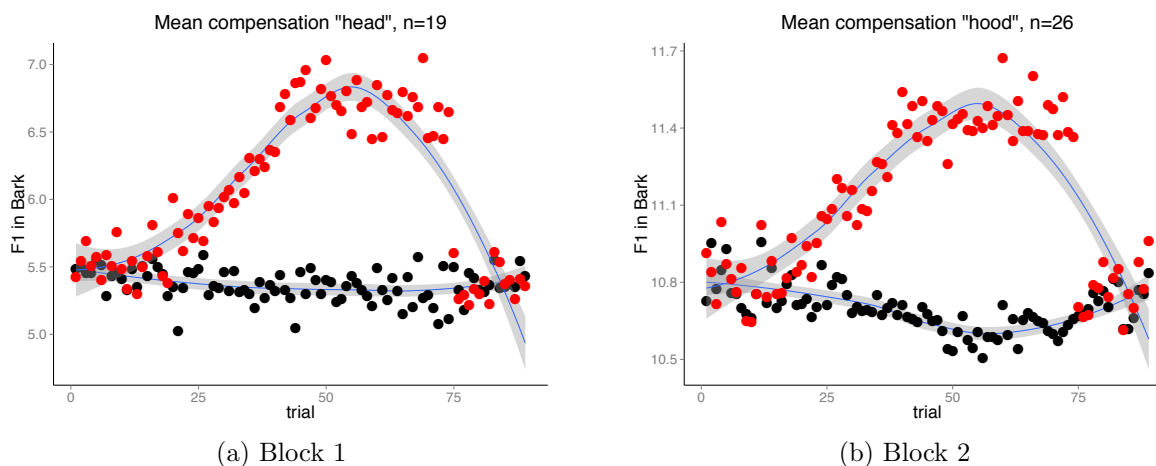 Mean compensation "head", n=19
7.0
6.5
6.0
5.5
5.0
F1 in Bark
0 25 50 75
trial
(a) Block 1
Mean compensation "hood", n=26
11.7
11.4
11.1
10.8
10.5
F1 in Bark
0 25 50 75
trial
(b) Block 2